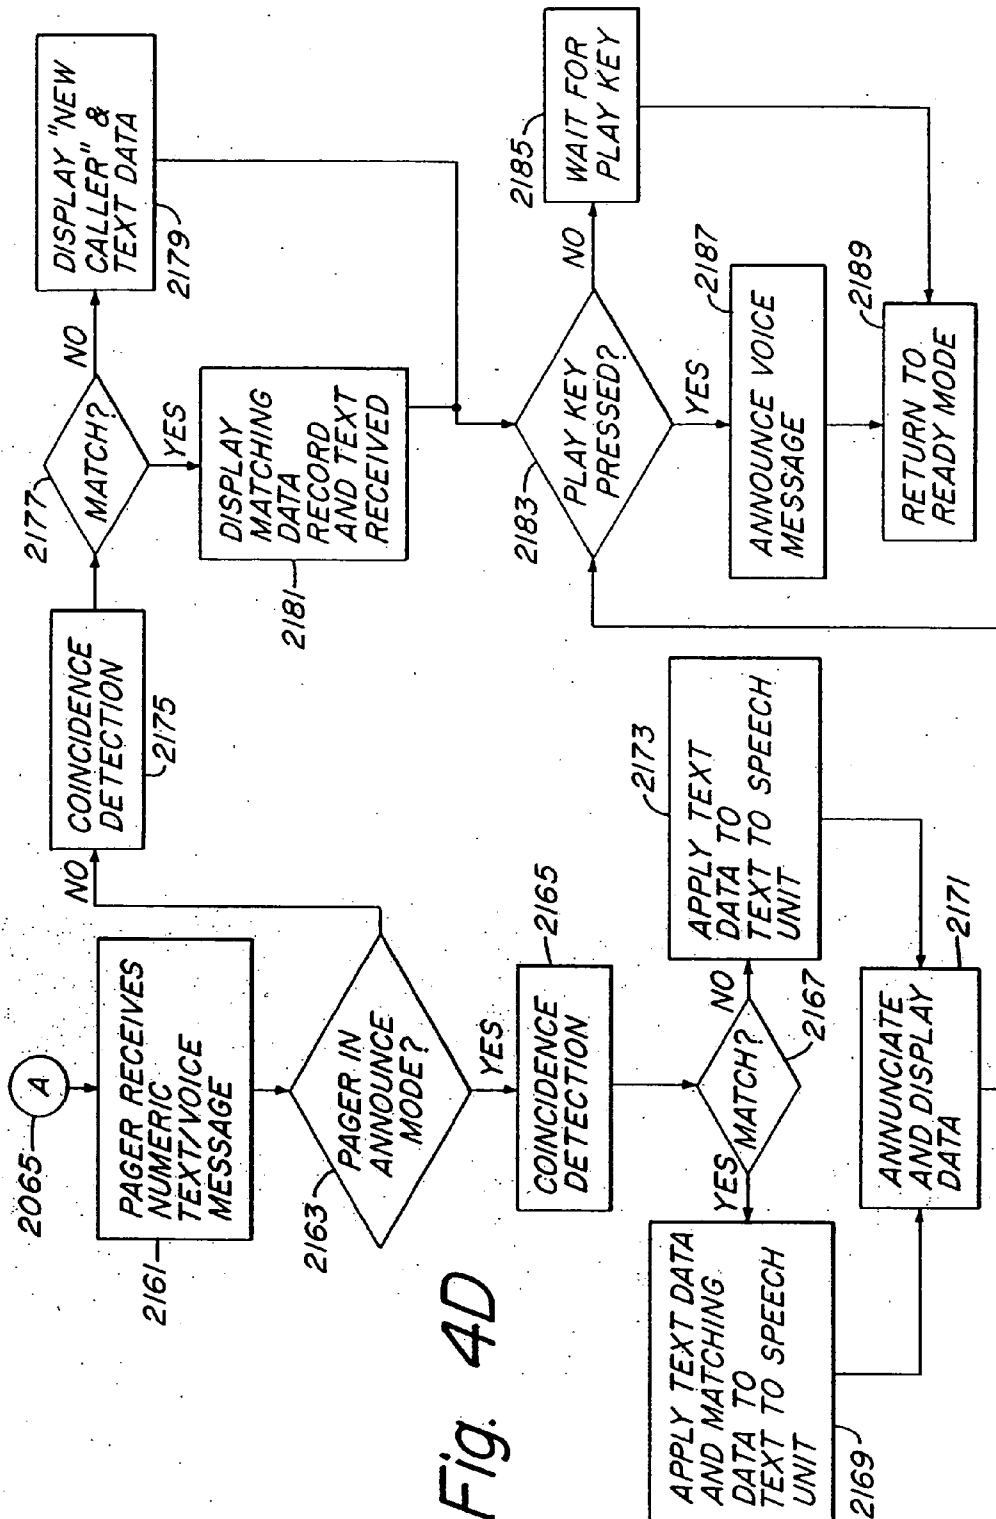 2065
A
PAGER RECEIVES
NUMERIC
TEXT/VOICE
MESSAGE
2161
2163
PAGER IN
ANNOUNCE
MODE?
NO
YES
COINCIDENCE
DETECTION
2165
MATCH?
2167
YES
NO
APPLY TEXT DATA
AND MATCHING
DATA TO
TEXT TO SPEECH
UNIT
2169
APPLY TEXT
DATA TO
TEXT TO SPEECH
UNIT
2173
ANNUNCIATE
AND DISPLAY
DATA
2171
COINCIDENCE
DETECTION
2175
2177
MATCH?
NO
YES
DISPLAY "NEW
CALLER" &
TEXT DATA
2179
DISPLAY
MATCHING
DATA
RECORD
AND TEXT
RECEIVED
2181
2183
PLAY KEY
PRESSED?
NO
YES
2185
WAIT FOR
PLAY KEY
2187
ANNOUNCE VOICE
MESSAGE
2189
RETURN TO
READY MODE
Fig. 4D